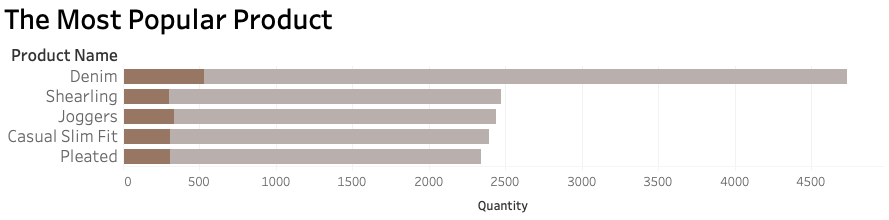 The Most Popular Product
Product Name
Denim
Shearling
Joggers
Casual Slim Fit
Pleated
0 500 1000 1500 2000 2500 3000 3500 4000 4500
Quantity